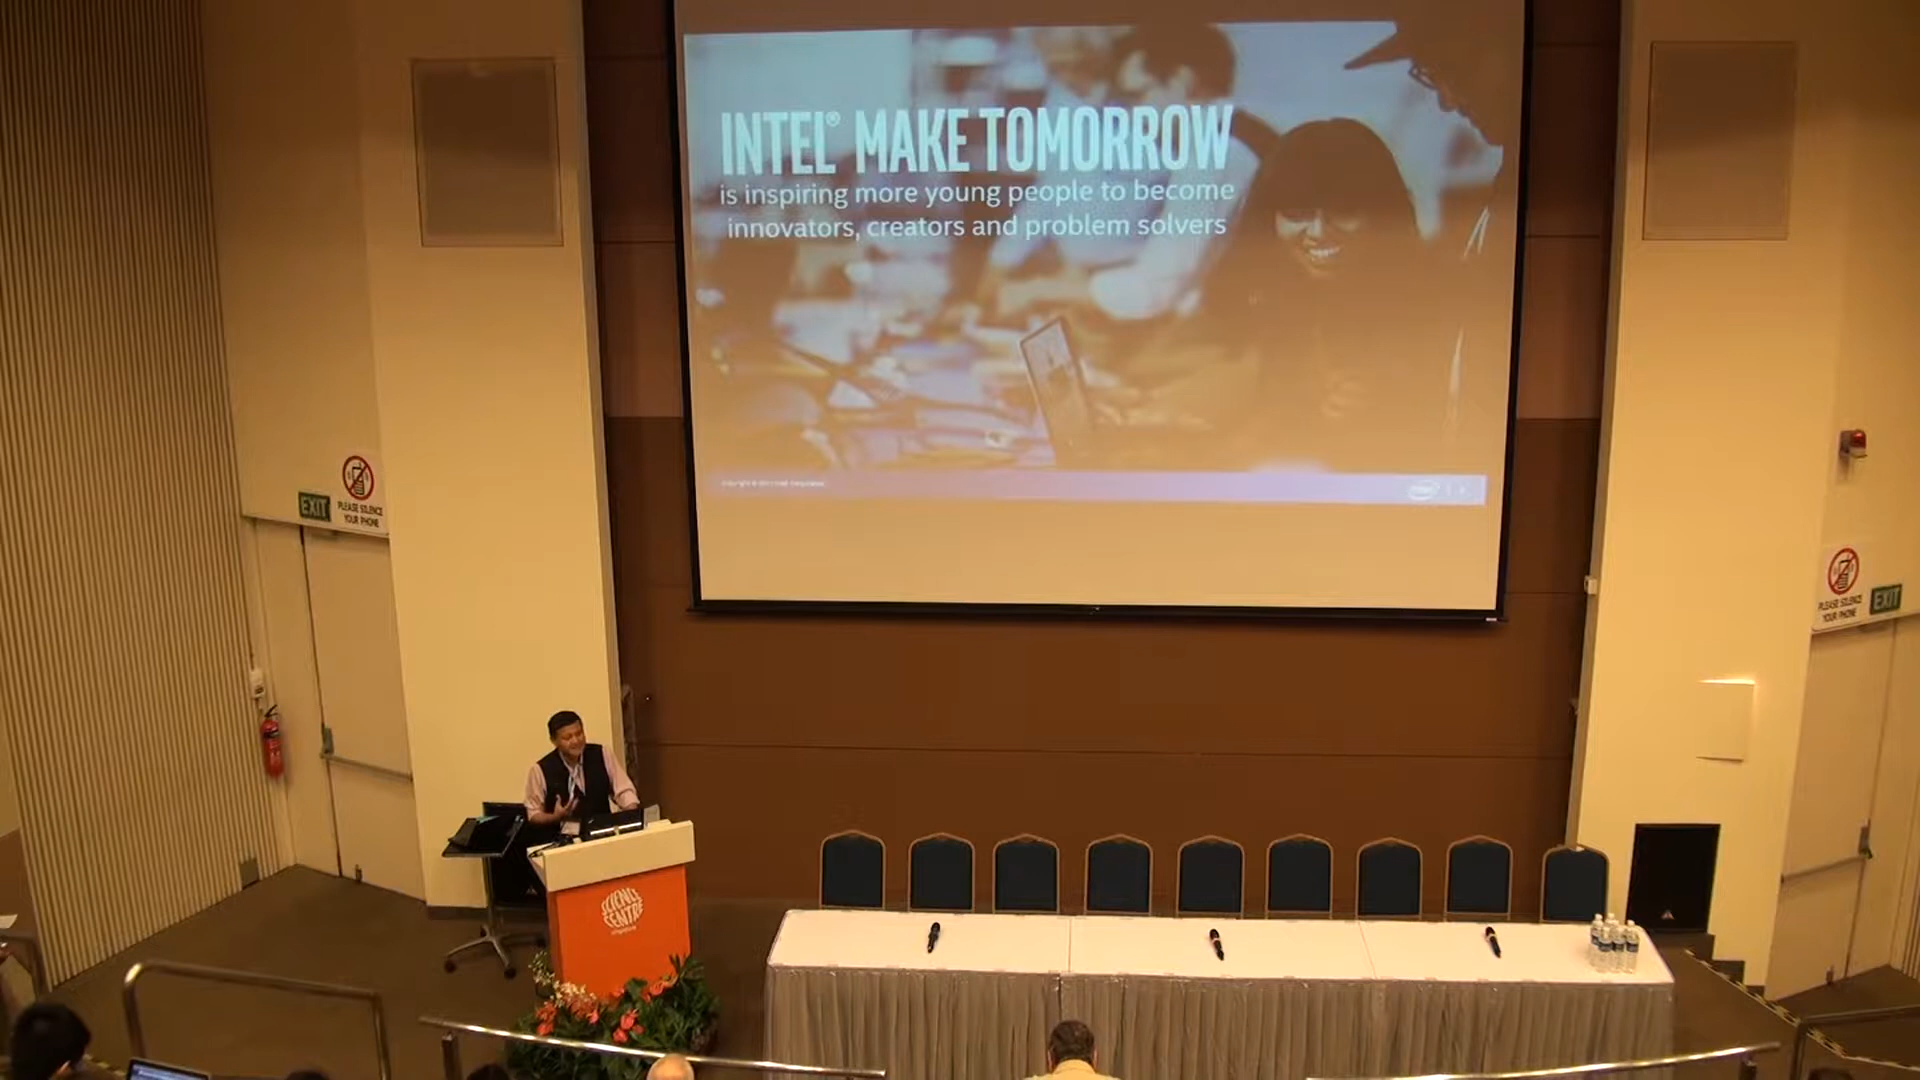 INTEL® MAKE TOMORROW
is inspiring more young people to become
innovators, creators and problem solvers
EXIT
PLEASE SILENCE
YOUR PHONE
PLEASE SILENCE
YOUR PHONE
EXIT
SCIENCE
CENTRE